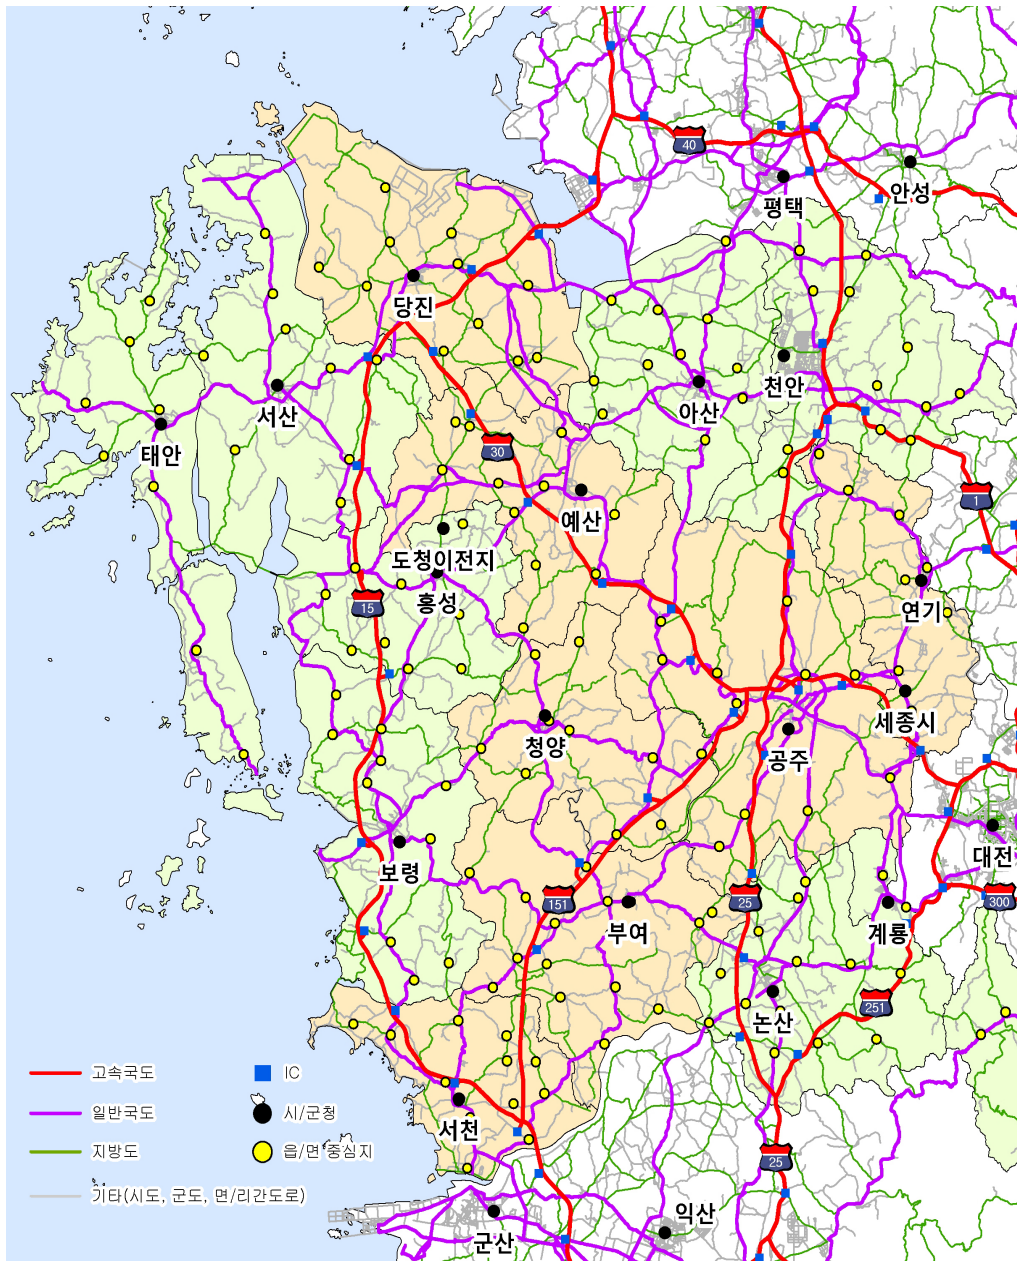 40
안성
평택
당진
천안
아산
서산
태안
30
1
예산
도청이전지
연기
홍성
15
세종시
청양
공주
대전
보령
25
300
151
부여
계룡
251
논산
고속국도
IC
일반국도
시/군청
서천
지방도
읍/면 중심지
25
기타(시도, 군도, 면/리간도로)
익산
군산